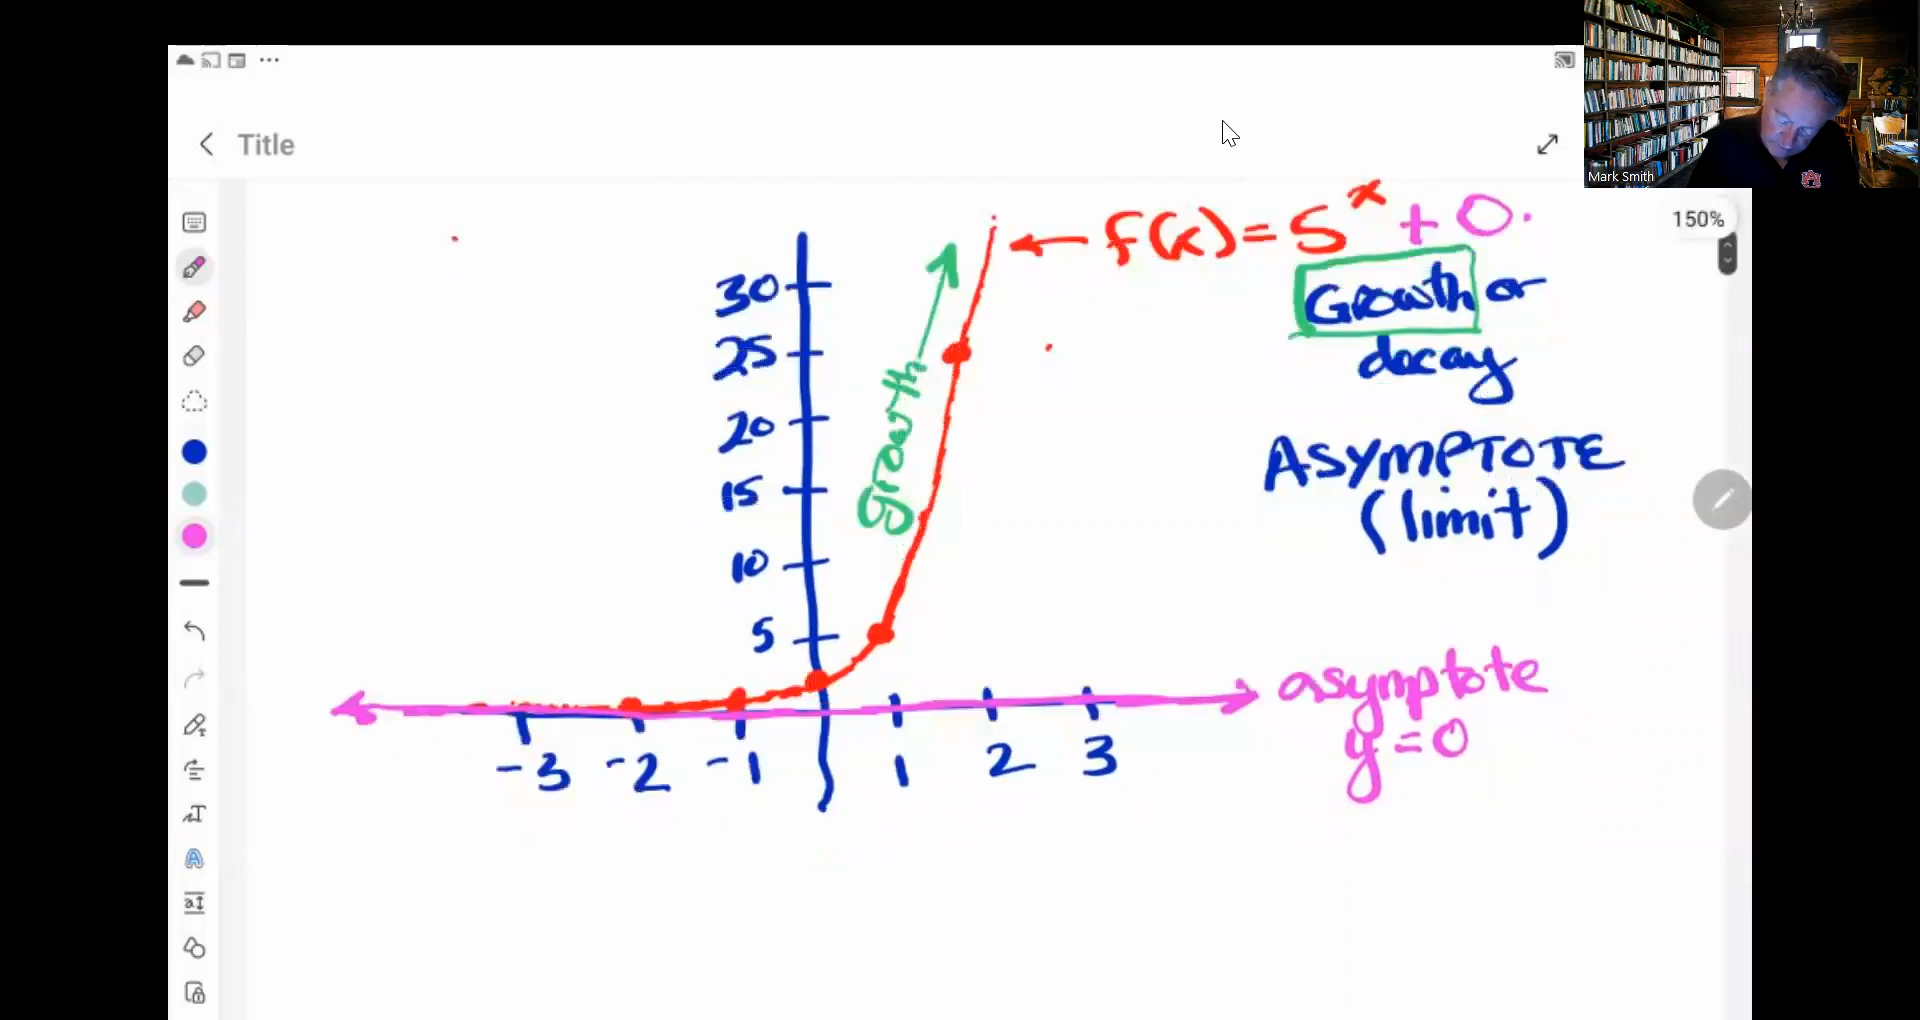 Title
Mark Smith
150%
f(x)=5^x + 0.
Growth or
decay
ASYMPTOTE
(limit)
growth
30
25
20
15
10
5
-3 -2 -1 1 2 3
asymptote
y=0